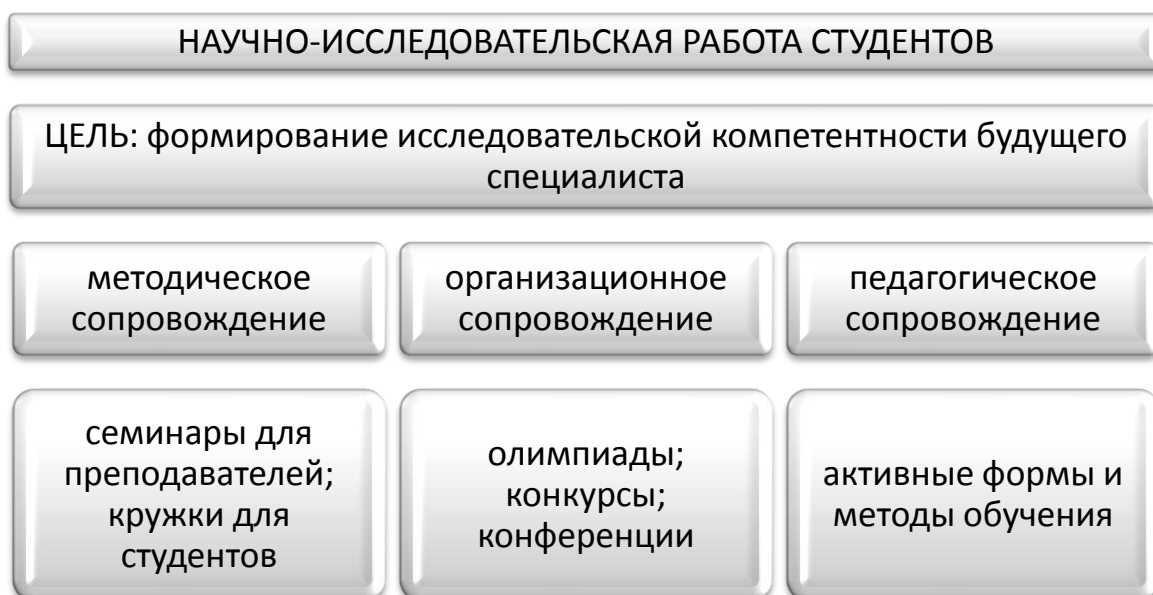 НАУЧНО-ИССЛЕДОВАТЕЛЬСКАЯ РАБОТА СТУДЕНТОВ
ЦЕЛЬ: формирование исследовательской компетентности будущего
специалиста
методическое
сопровождение
организационное
сопровождение
педагогическое
сопровождение
семинары для
преподавателей;
кружки для
студентов
олимпиады;
конкурсы;
конференции
активные формы и
методы обучения